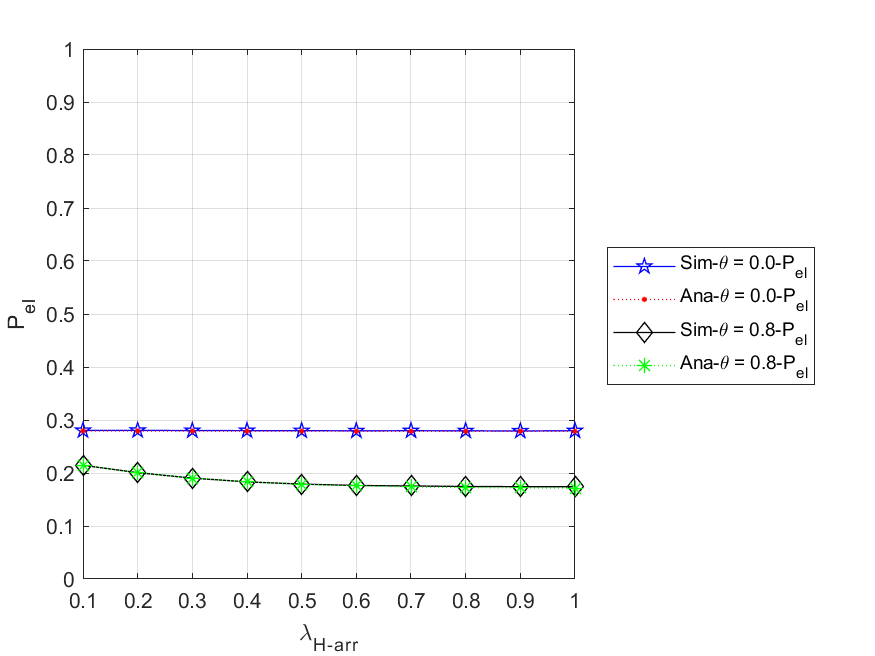 1
0.9
0.8
0.7
0.6
0.5
0.4
0.3
0.2
0.1
0
P_el
0.1 0.2 0.3 0.4 0.5 0.6 0.7 0.8 0.9 1
λ_H-arr
Sim-θ = 0.0-P_el
Ana-θ = 0.0-P_el
Sim-θ = 0.8-P_el
Ana-θ = 0.8-P_el